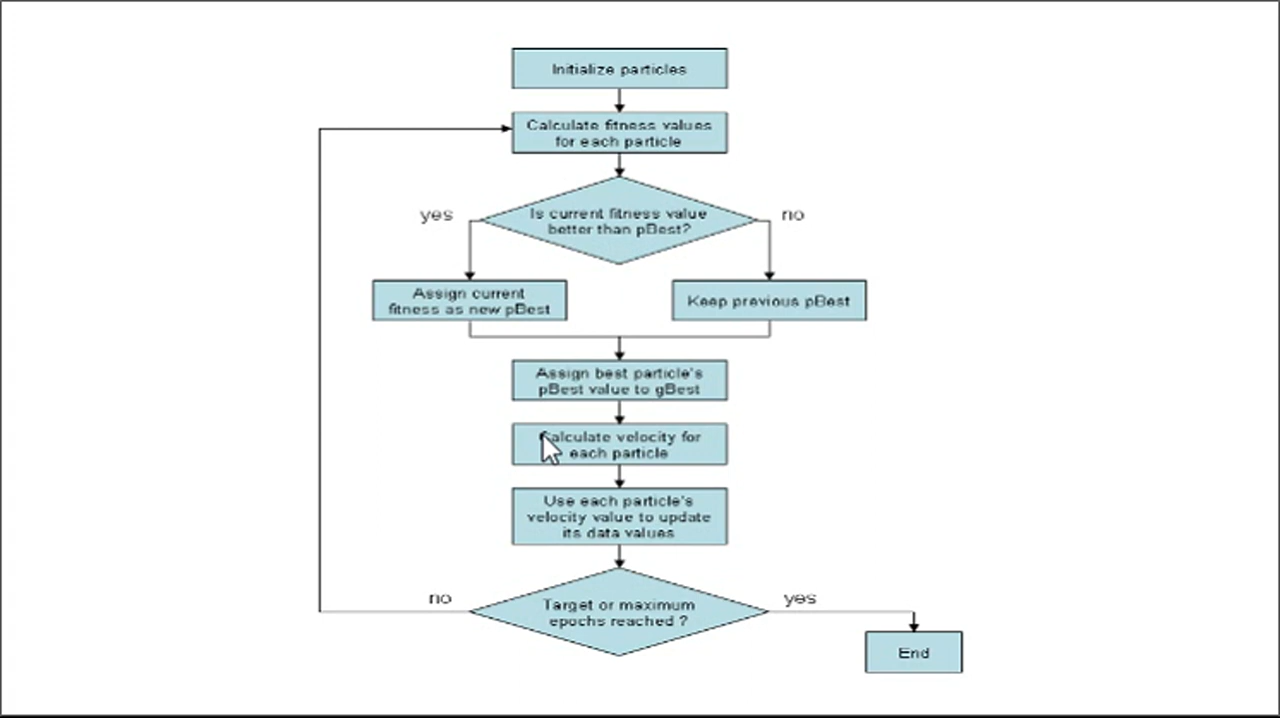 Initialize particles
Calculate fitness values
for each particle
yes
Is current fitness value
better than pBest?
no
Assign current
fitness as new pBest
Keep previous pBest
Assign best particle's
pBest value to gBest
Calculate velocity for
each particle
Use each particle's
velocity value to update
its data values
no
Target or maximum
epochs reached ?
yes
End